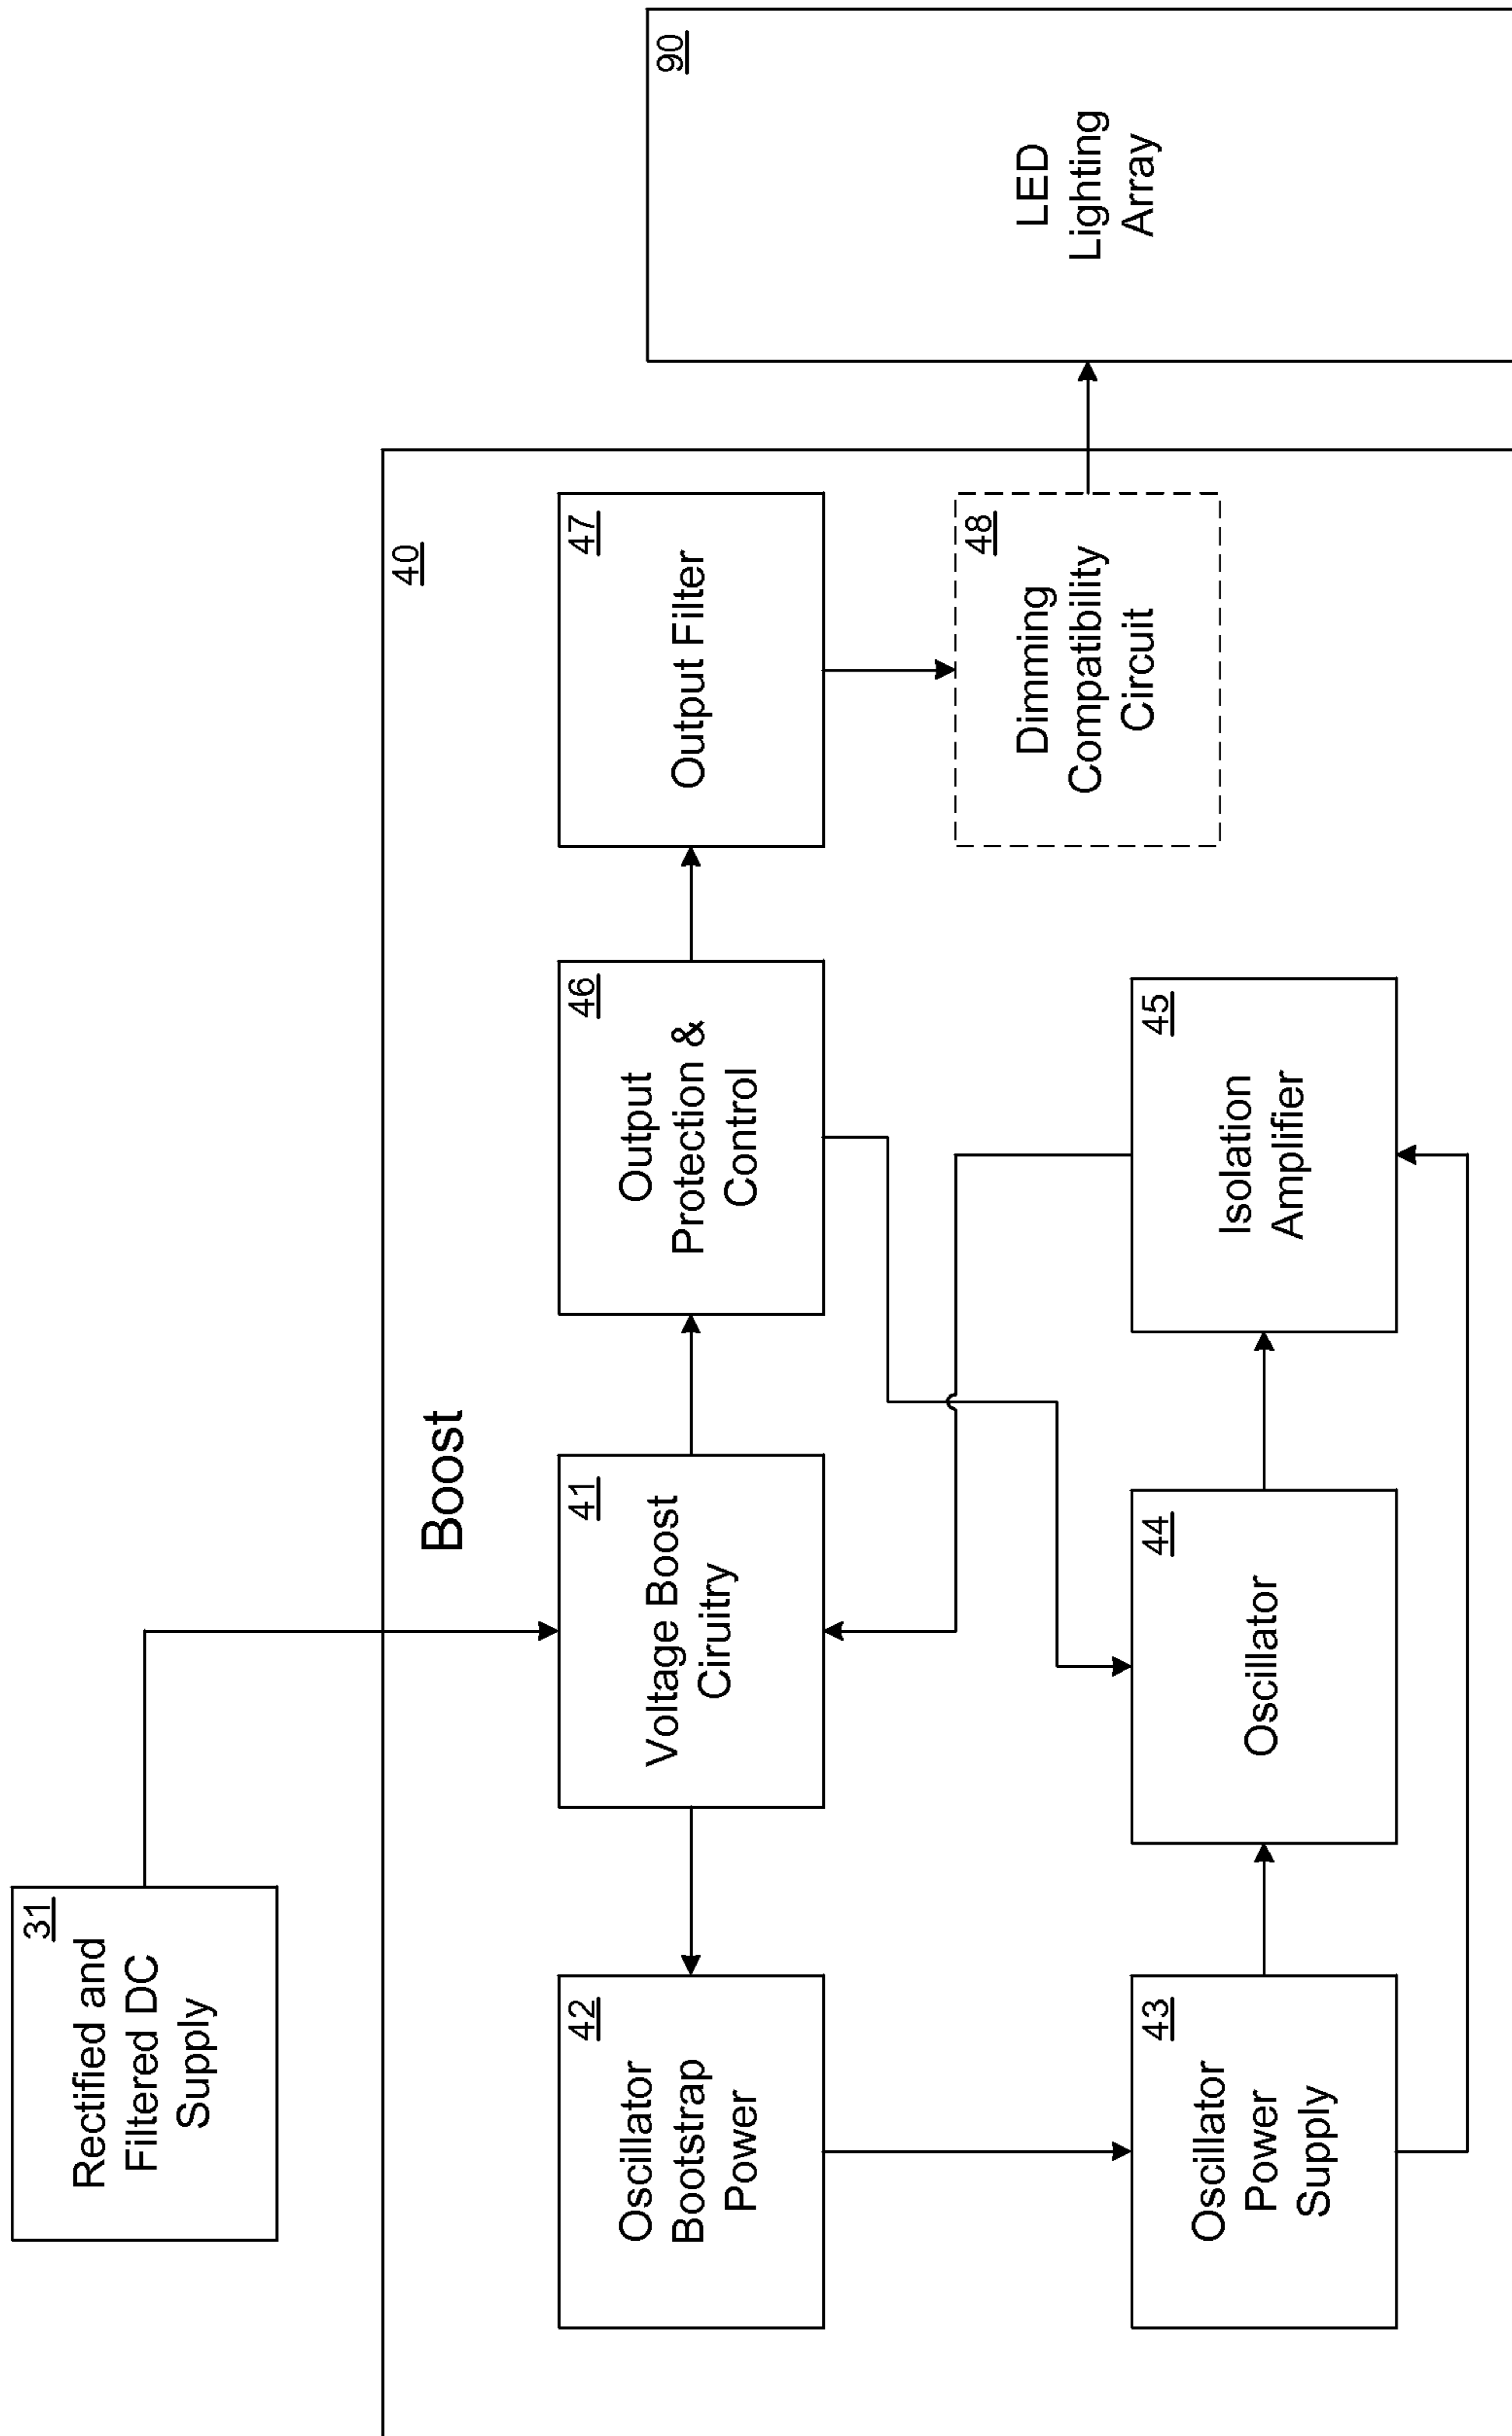 31
Rectified and
Filtered DC
Supply
40
Boost
42
Oscillator
Bootstrap
Power
41
Voltage Boost
Ciruitry
46
Output
Protection &
Control
47
Output Filter
90
LED
Lighting
Array
48
Dimming
Compatibility
Circuit
43
Oscillator
Power
Supply
44
Oscillator
45
Isolation
Amplifier